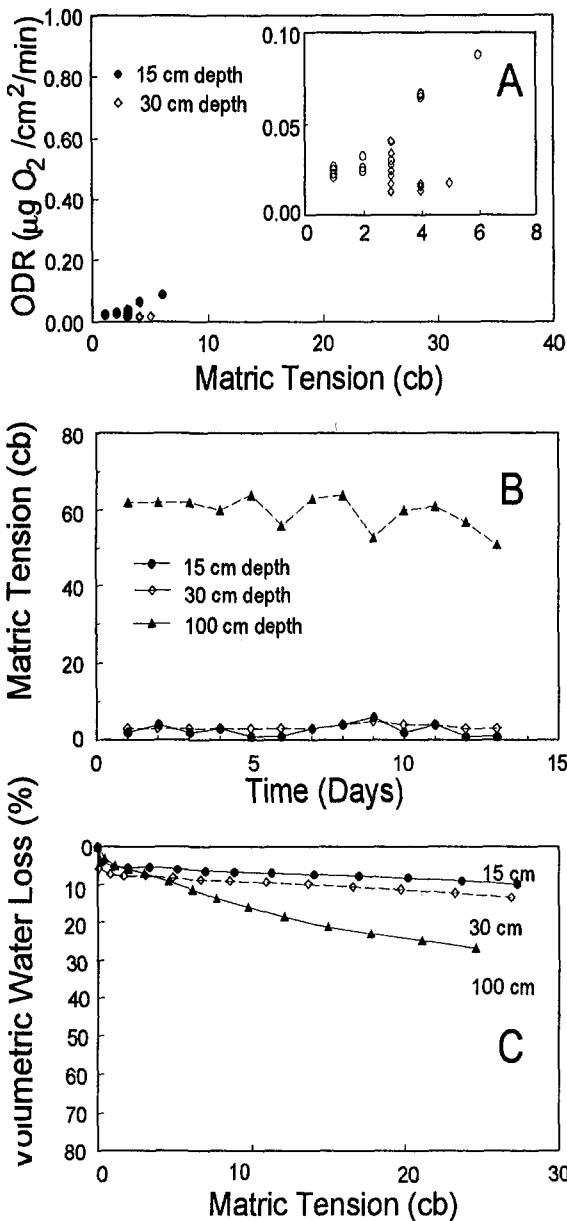 1.00
0.80
0.60
0.40
0.20
0.00
ODR (μg O2 /cm2/min)
15 cm depth
30 cm depth
A
0.10
0.05
0.00
0 2 4 6 8
0 10 20 30 40
Matric Tension (cb)
80
60
40
20
0
Matric Tension (cb)
B
15 cm depth
30 cm depth
100 cm depth
0 5 10 15
Time (Days)
0
10
20
30
40
50
60
70
80
Volumetric Water Loss (%)
15 cm
30 cm
100 cm
C
0 10 20 30
Matric Tension (cb)